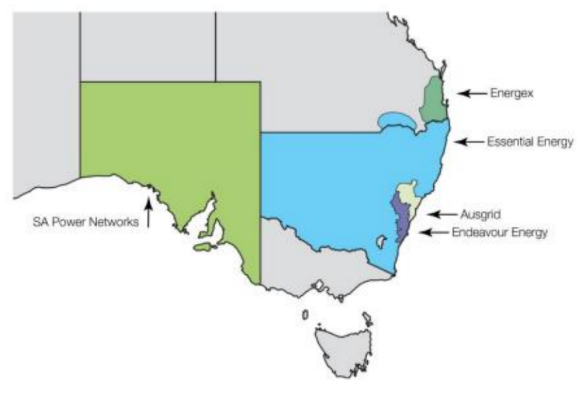 Energex
Essential Energy
Ausgrid
SA Power Networks
Endeavour Energy